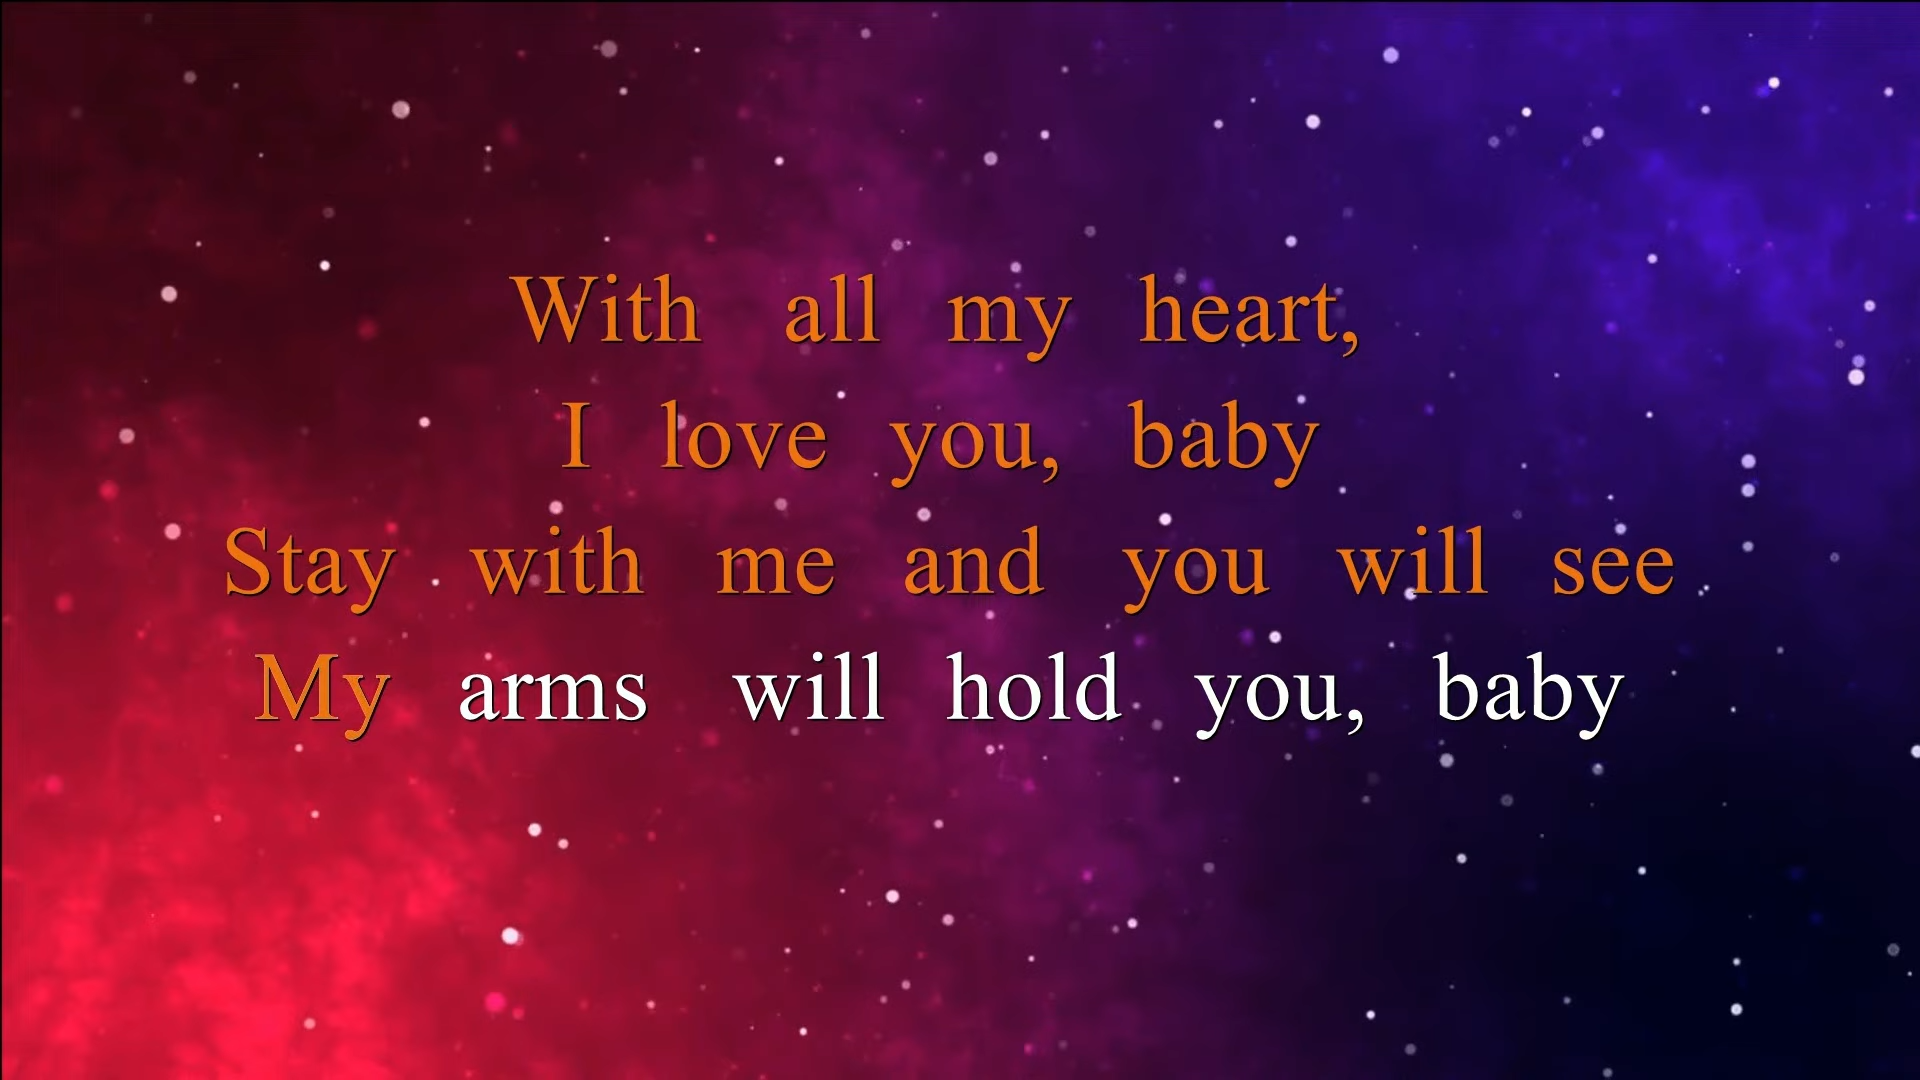 With all my heart,
I love you, baby
Stay with me and you will see
My arms will hold you, baby